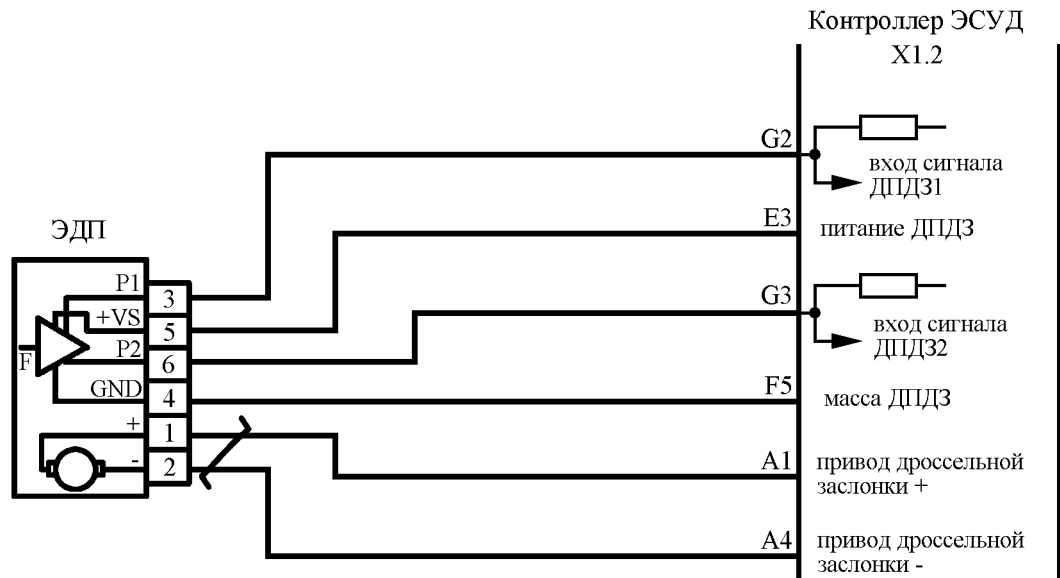 Контроллер ЭСУД
X1.2
G2
вход сигнала
ДПДЗ1
E3
питание ДПДЗ
ЭДП
P1
3
+VS
5
G3
вход сигнала
ДПДЗ2
P2
6
F
GND
4
F5
масса ДПДЗ
+
1
-
2
A1
привод дроссельной
заслонки +
A4
привод дроссельной
заслонки -